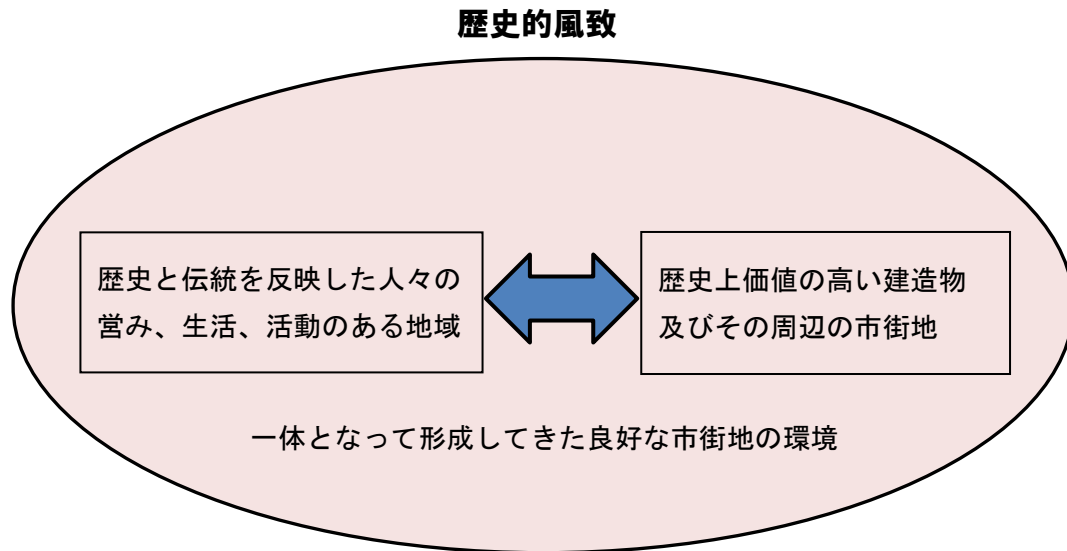 歴史的風致
歴史と伝統を反映した人々の
営み、生活、活動のある地域
歴史上価値の高い建造物
及びその周辺の市街地
一体となって形成してきた良好な市街地の環境